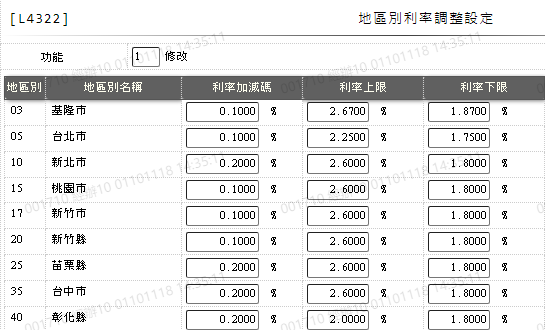 [L4322] 地區別利率調整設定
功能 1 修改
地區別 地區別名稱 利率加減碼 利率上限 利率下限
03 基隆市 0.1000 % 2.6700 % 1.8700 %
05 台北市 0.1000 % 2.2500 % 1.7500 %
10 新北市 0.2000 % 2.6000 % 1.8000 %
15 桃園市 0.1000 % 2.6000 % 1.8000 %
17 新竹市 0.1000 % 2.6000 % 1.8000 %
20 新竹縣 0.1000 % 2.6000 % 1.8000 %
25 苗栗縣 0.2000 % 2.6000 % 1.8000 %
35 台中市 0.2000 % 2.6000 % 1.8000 %
40 彰化縣 0.2000 % 2.0000 % 1.8000 %